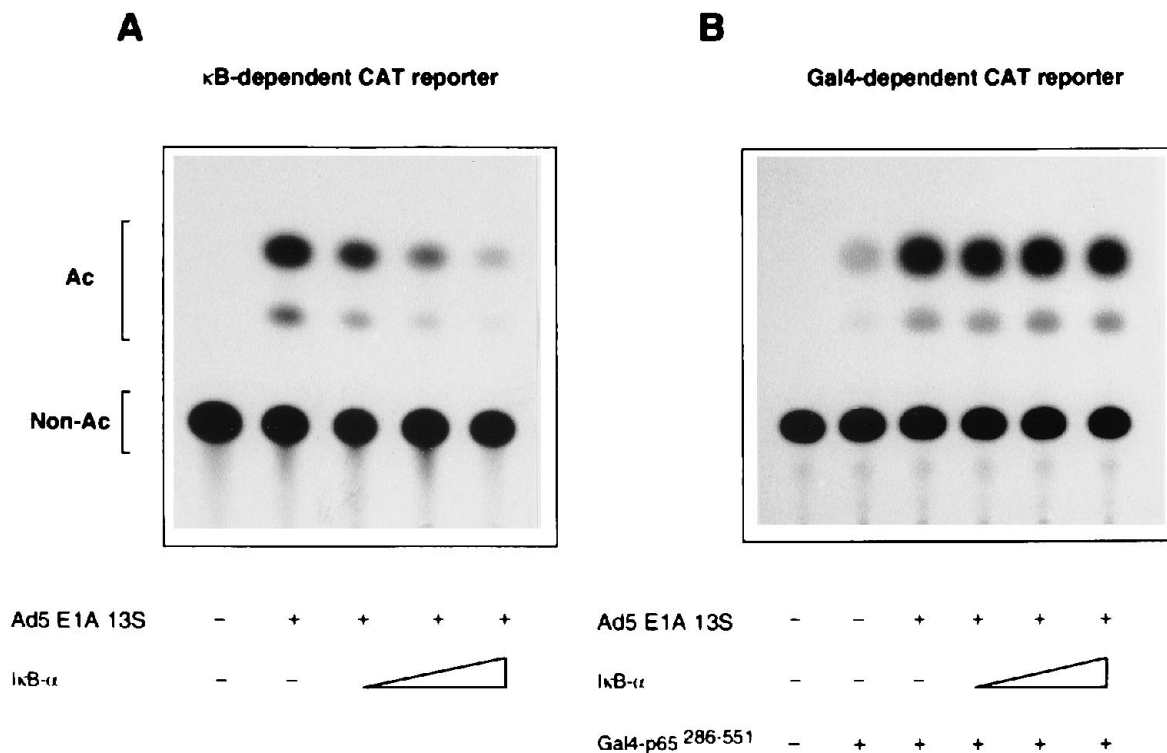 A
B
κB-dependent CAT reporter
Gal4-dependent CAT reporter
Ac
Non-Ac
Ad5 E1A 13S - + + + +
IκB-α - -
Ad5 E1A 13S - - + + + +
IκB-α - - -
Gal4-p65 286-551 - + + + + +